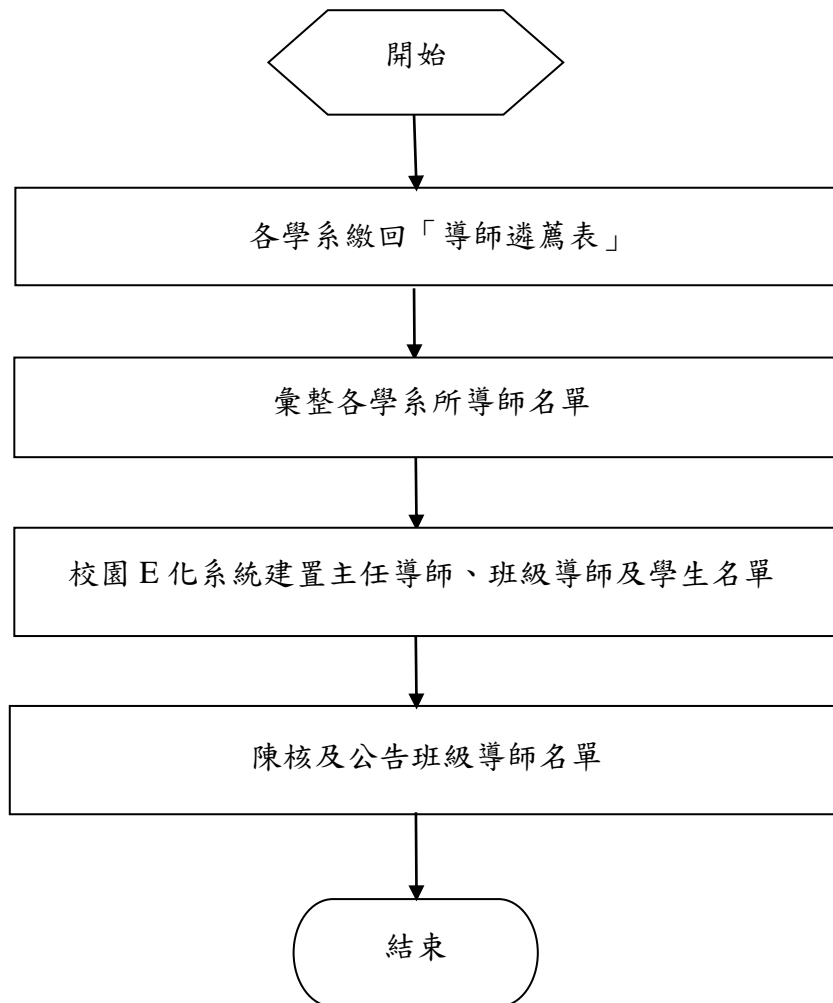 開始
各學系繳回「導師遴薦表」
彙整各學系所導師名單
校園 E 化系統建置主任導師、班級導師及學生名單
陳核及公告班級導師名單
結束